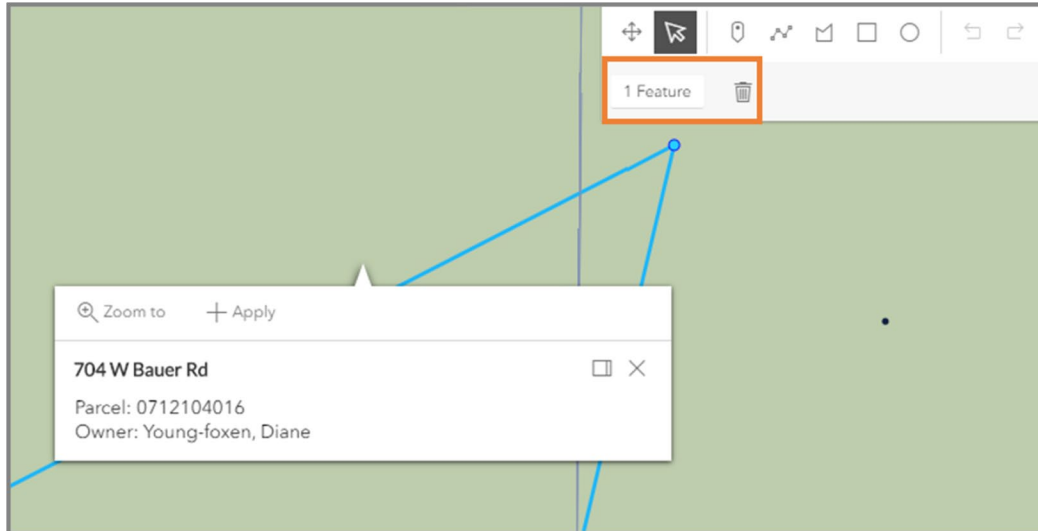 1 Feature
Zoom to
Apply
704 W Bauer Rd
Parcel: 0712104016
Owner: Young-foxen, Diane